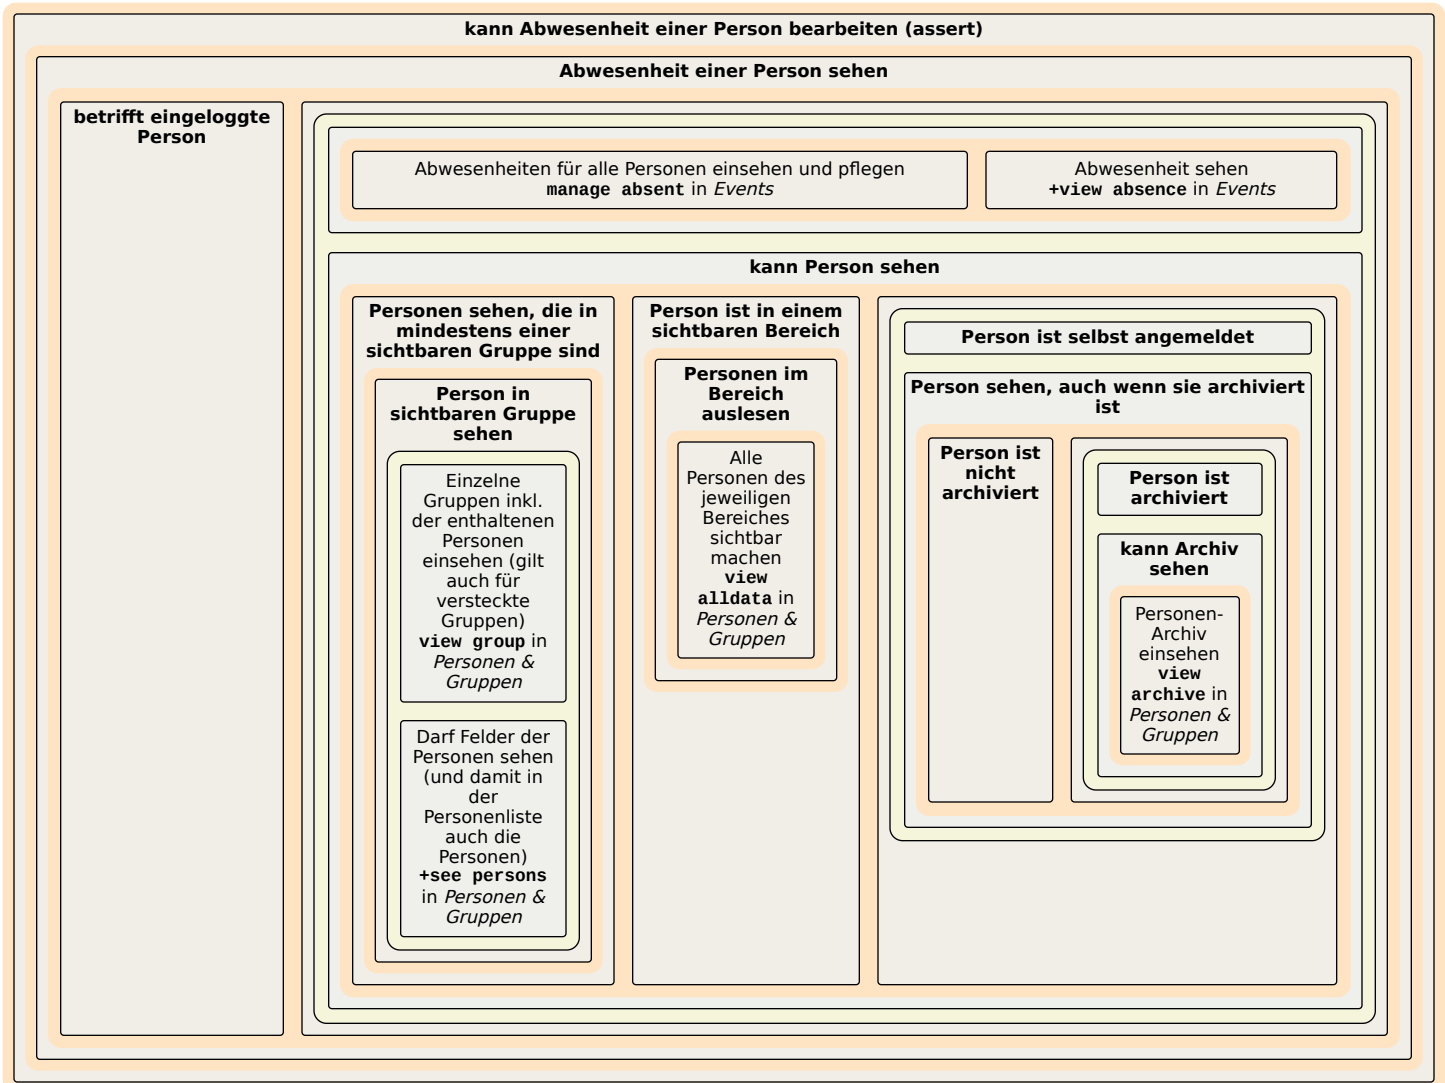 kann Abwesenheit einer Person bearbeiten (assert)
Abwesenheit einer Person sehen
betrifft eingeloggte
Person
Abwesenheiten für alle Personen einsehen und pflegen
manage absent in Events
Abwesenheit sehen
+view absence in Events
kann Person sehen
Personen sehen, die in
mindestens einer
sichtbaren Gruppe sind
Person in
sichtbaren Gruppe
sehen
Einzelne
Gruppen inkl.
der enthaltenen
Personen
einsehen (gilt
auch für
versteckte
Gruppen)
view group in
Personen &
Gruppen
Darf Felder der
Personen sehen
(und damit in
der
Personenliste
auch die
Personen)
+see persons
in Personen &
Gruppen
Person ist in einem
sichtbaren Bereich
Personen im
Bereich
auslesen
Alle
Personen des
jeweiligen
Bereiches
sichtbar
machen
view
alldata in
Personen &
Gruppen
Person ist selbst angemeldet
Person sehen, auch wenn sie archiviert
ist
Person ist
nicht
archiviert
Person ist
archiviert
kann Archiv
sehen
Personen-
Archiv
einsehen
view
archive in
Personen &
Gruppen